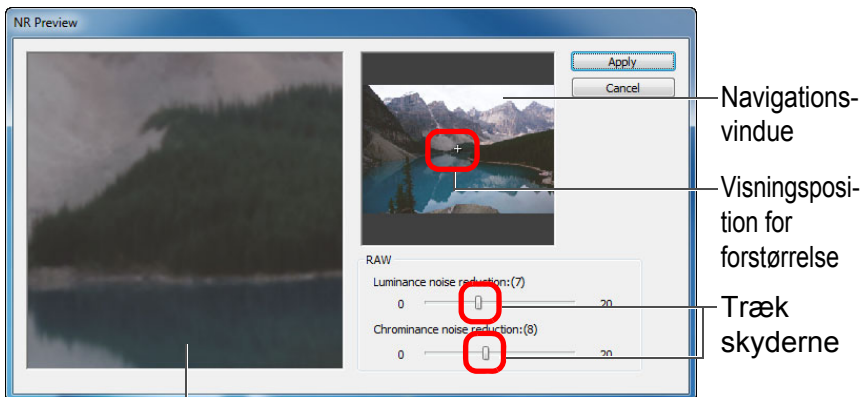 NR Preview
Apply
Cancel
Navigations-
vindue
Visningsposi-
tion for
forstørrelse
RAW
Luminance noise reduction:(7)
0 20
Chrominance noise reduction:(8)
0 20
Træk
skyderne